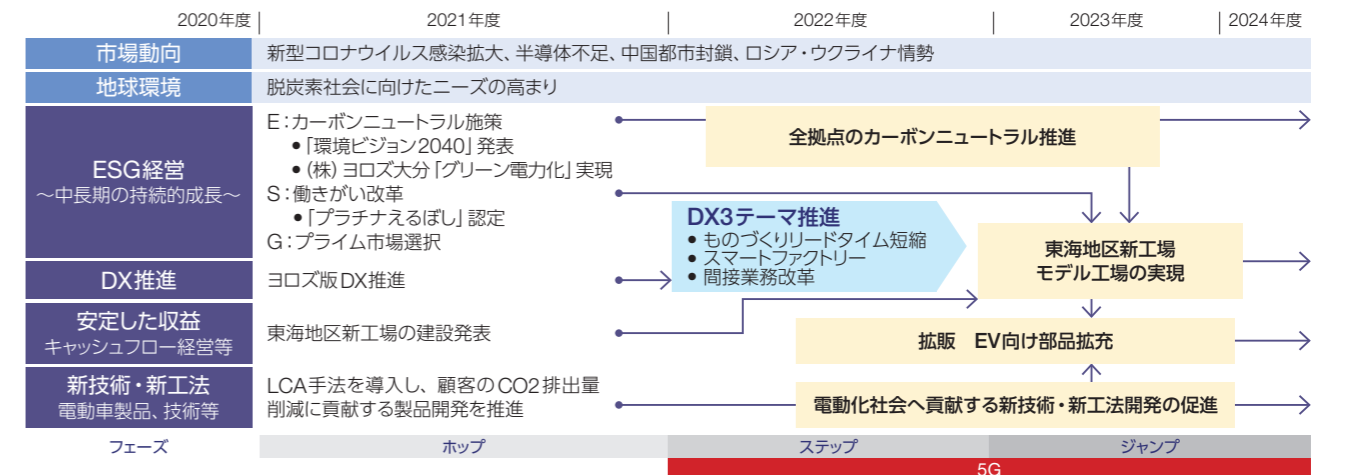 2020年度 2021年度 2022年度 2023年度 2024年度
市場動向
新型コロナウイルス感染拡大、半導体不足、中国都市封鎖、ロシア・ウクライナ情勢
地球環境
脱炭素社会に向けたニーズの高まり
ESG経営
～中長期の持続的成長～
E：カーボンニュートラル施策
●「環境ビジョン2040」発表
●（株）ヨロズ大分「グリーン電力化」実現
S：働きがい改革
●「プラチナえるぼし」認定
G：プライム市場選択
全拠点のカーボンニュートラル推進
DX3テーマ推進
● ものづくりリードタイム短縮
● スマートファクトリー
● 間接業務改革
東海地区新工場
モデル工場の実現
DX推進
ヨロズ版DX推進
安定した収益
キャッシュフロー経営等
東海地区新工場の建設発表
拡販　EV向け部品拡充
新技術・新工法
電動車製品、技術等
LCA手法を導入し、顧客のCO2排出量
削減に貢献する製品開発を推進
電動化社会へ貢献する新技術・新工法開発の促進
フェーズ ホップ ステップ ジャンプ
5G